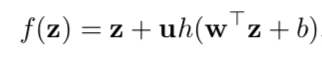 f(𝐳) = 𝐳 + 𝐮h(𝐰⊤𝐳 + b).